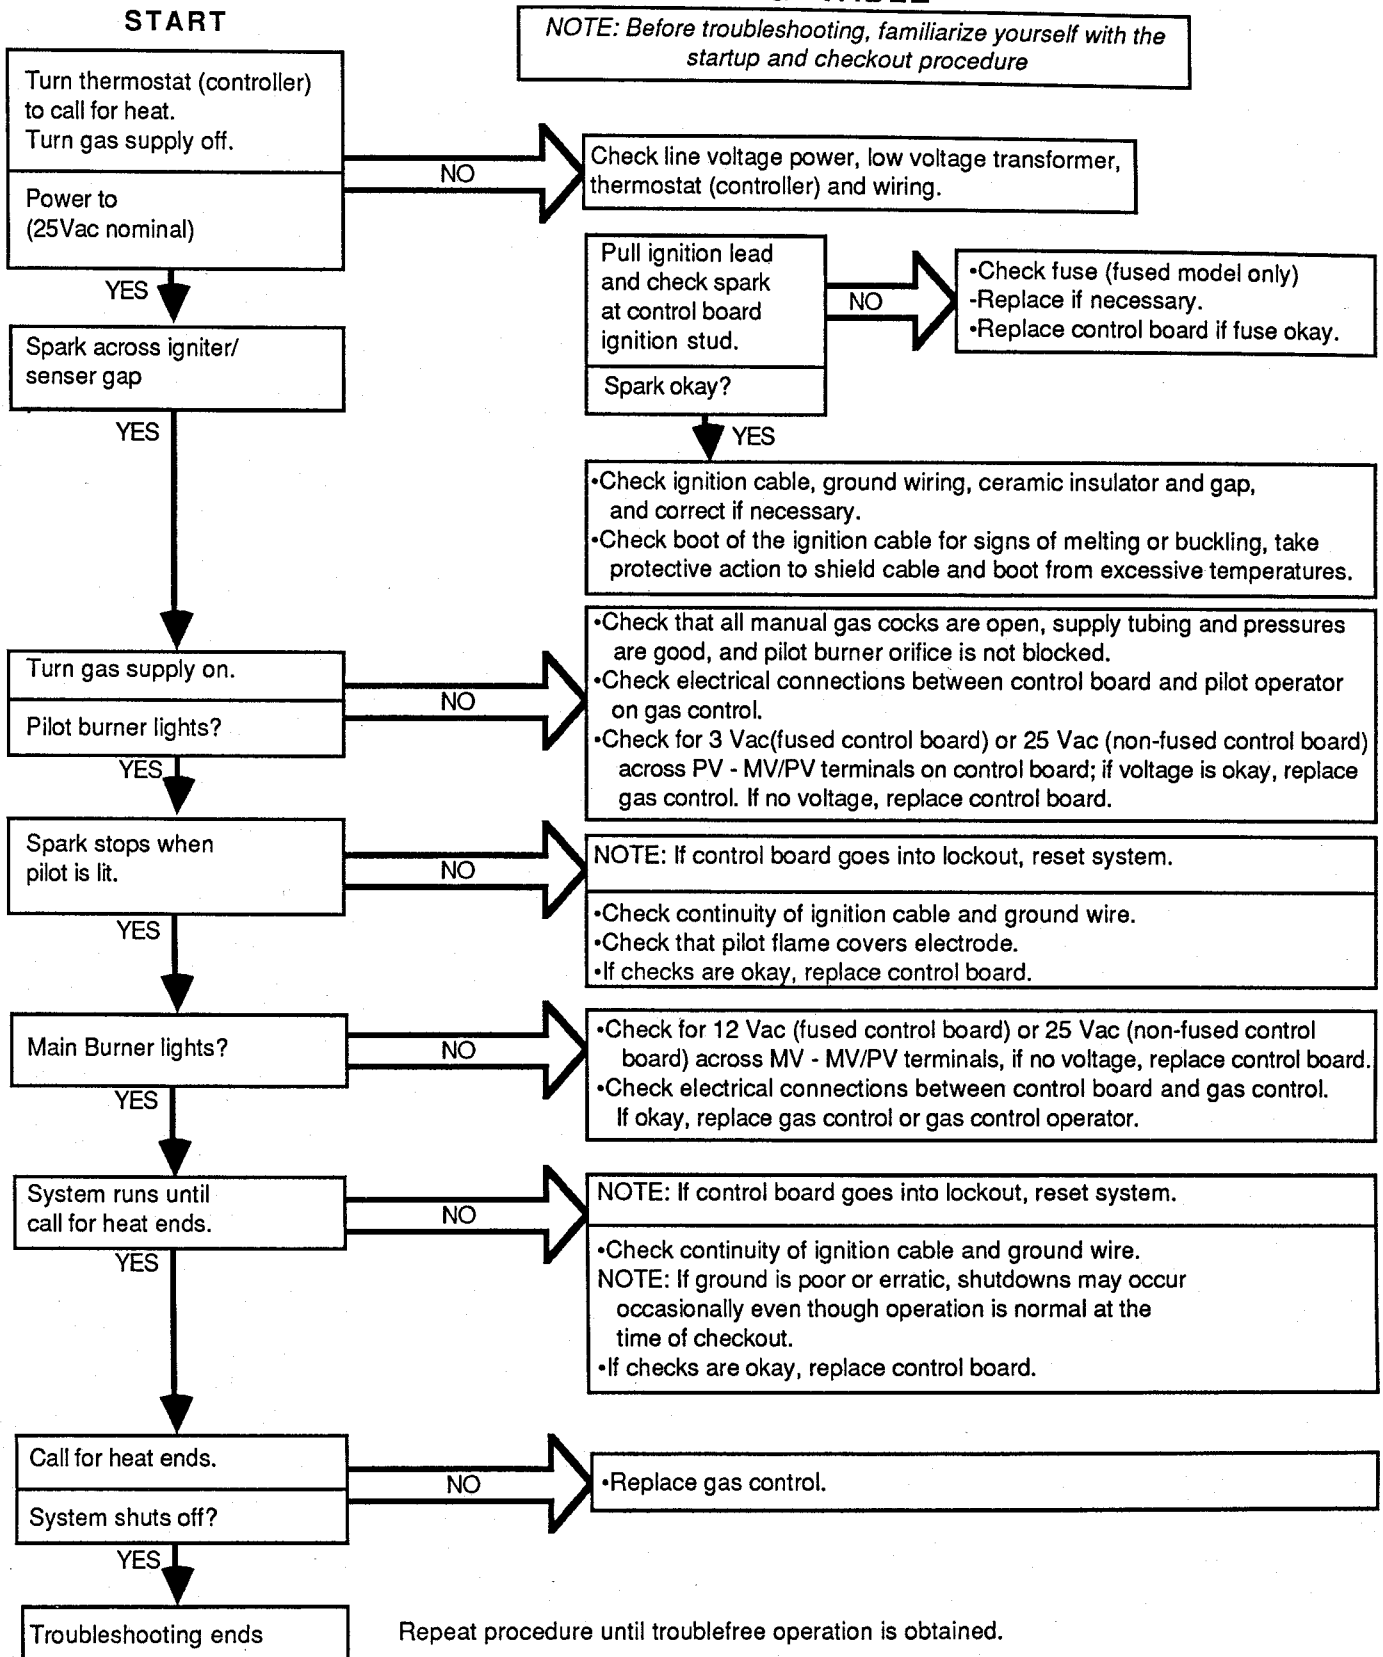 START
NOTE: Before troubleshooting, familiarize yourself with the
startup and checkout procedure
Turn thermostat (controller)
to call for heat.
Turn gas supply off.
Power to
(25Vac nominal)
NO
Check line voltage power, low voltage transformer,
thermostat (controller) and wiring.
YES
Spark across igniter/
senser gap
Pull ignition lead
and check spark
at control board
ignition stud.
Spark okay?
NO
•Check fuse (fused model only)
-Replace if necessary.
•Replace control board if fuse okay.
YES
•Check ignition cable, ground wiring, ceramic insulator and gap,
and correct if necessary.
•Check boot of the ignition cable for signs of melting or buckling, take
protective action to shield cable and boot from excessive temperatures.
YES
Turn gas supply on.
Pilot burner lights?
NO
•Check that all manual gas cocks are open, supply tubing and pressures
are good, and pilot burner orifice is not blocked.
•Check electrical connections between control board and pilot operator
on gas control.
•Check for 3 Vac(fused control board) or 25 Vac (non-fused control board)
across PV - MV/PV terminals on control board; if voltage is okay, replace
gas control. If no voltage, replace control board.
YES
Spark stops when
pilot is lit.
NO
NOTE: If control board goes into lockout, reset system.
•Check continuity of ignition cable and ground wire.
•Check that pilot flame covers electrode.
•If checks are okay, replace control board.
YES
Main Burner lights?
NO
•Check for 12 Vac (fused control board) or 25 Vac (non-fused control
board) across MV - MV/PV terminals, if no voltage, replace control board.
•Check electrical connections between control board and gas control.
If okay, replace gas control or gas control operator.
YES
System runs until
call for heat ends.
NO
NOTE: If control board goes into lockout, reset system.
•Check continuity of ignition cable and ground wire.
NOTE: If ground is poor or erratic, shutdowns may occur
occasionally even though operation is normal at the
time of checkout.
•If checks are okay, replace control board.
YES
Call for heat ends.
System shuts off?
NO
•Replace gas control.
YES
Troubleshooting ends
Repeat procedure until troublefree operation is obtained.